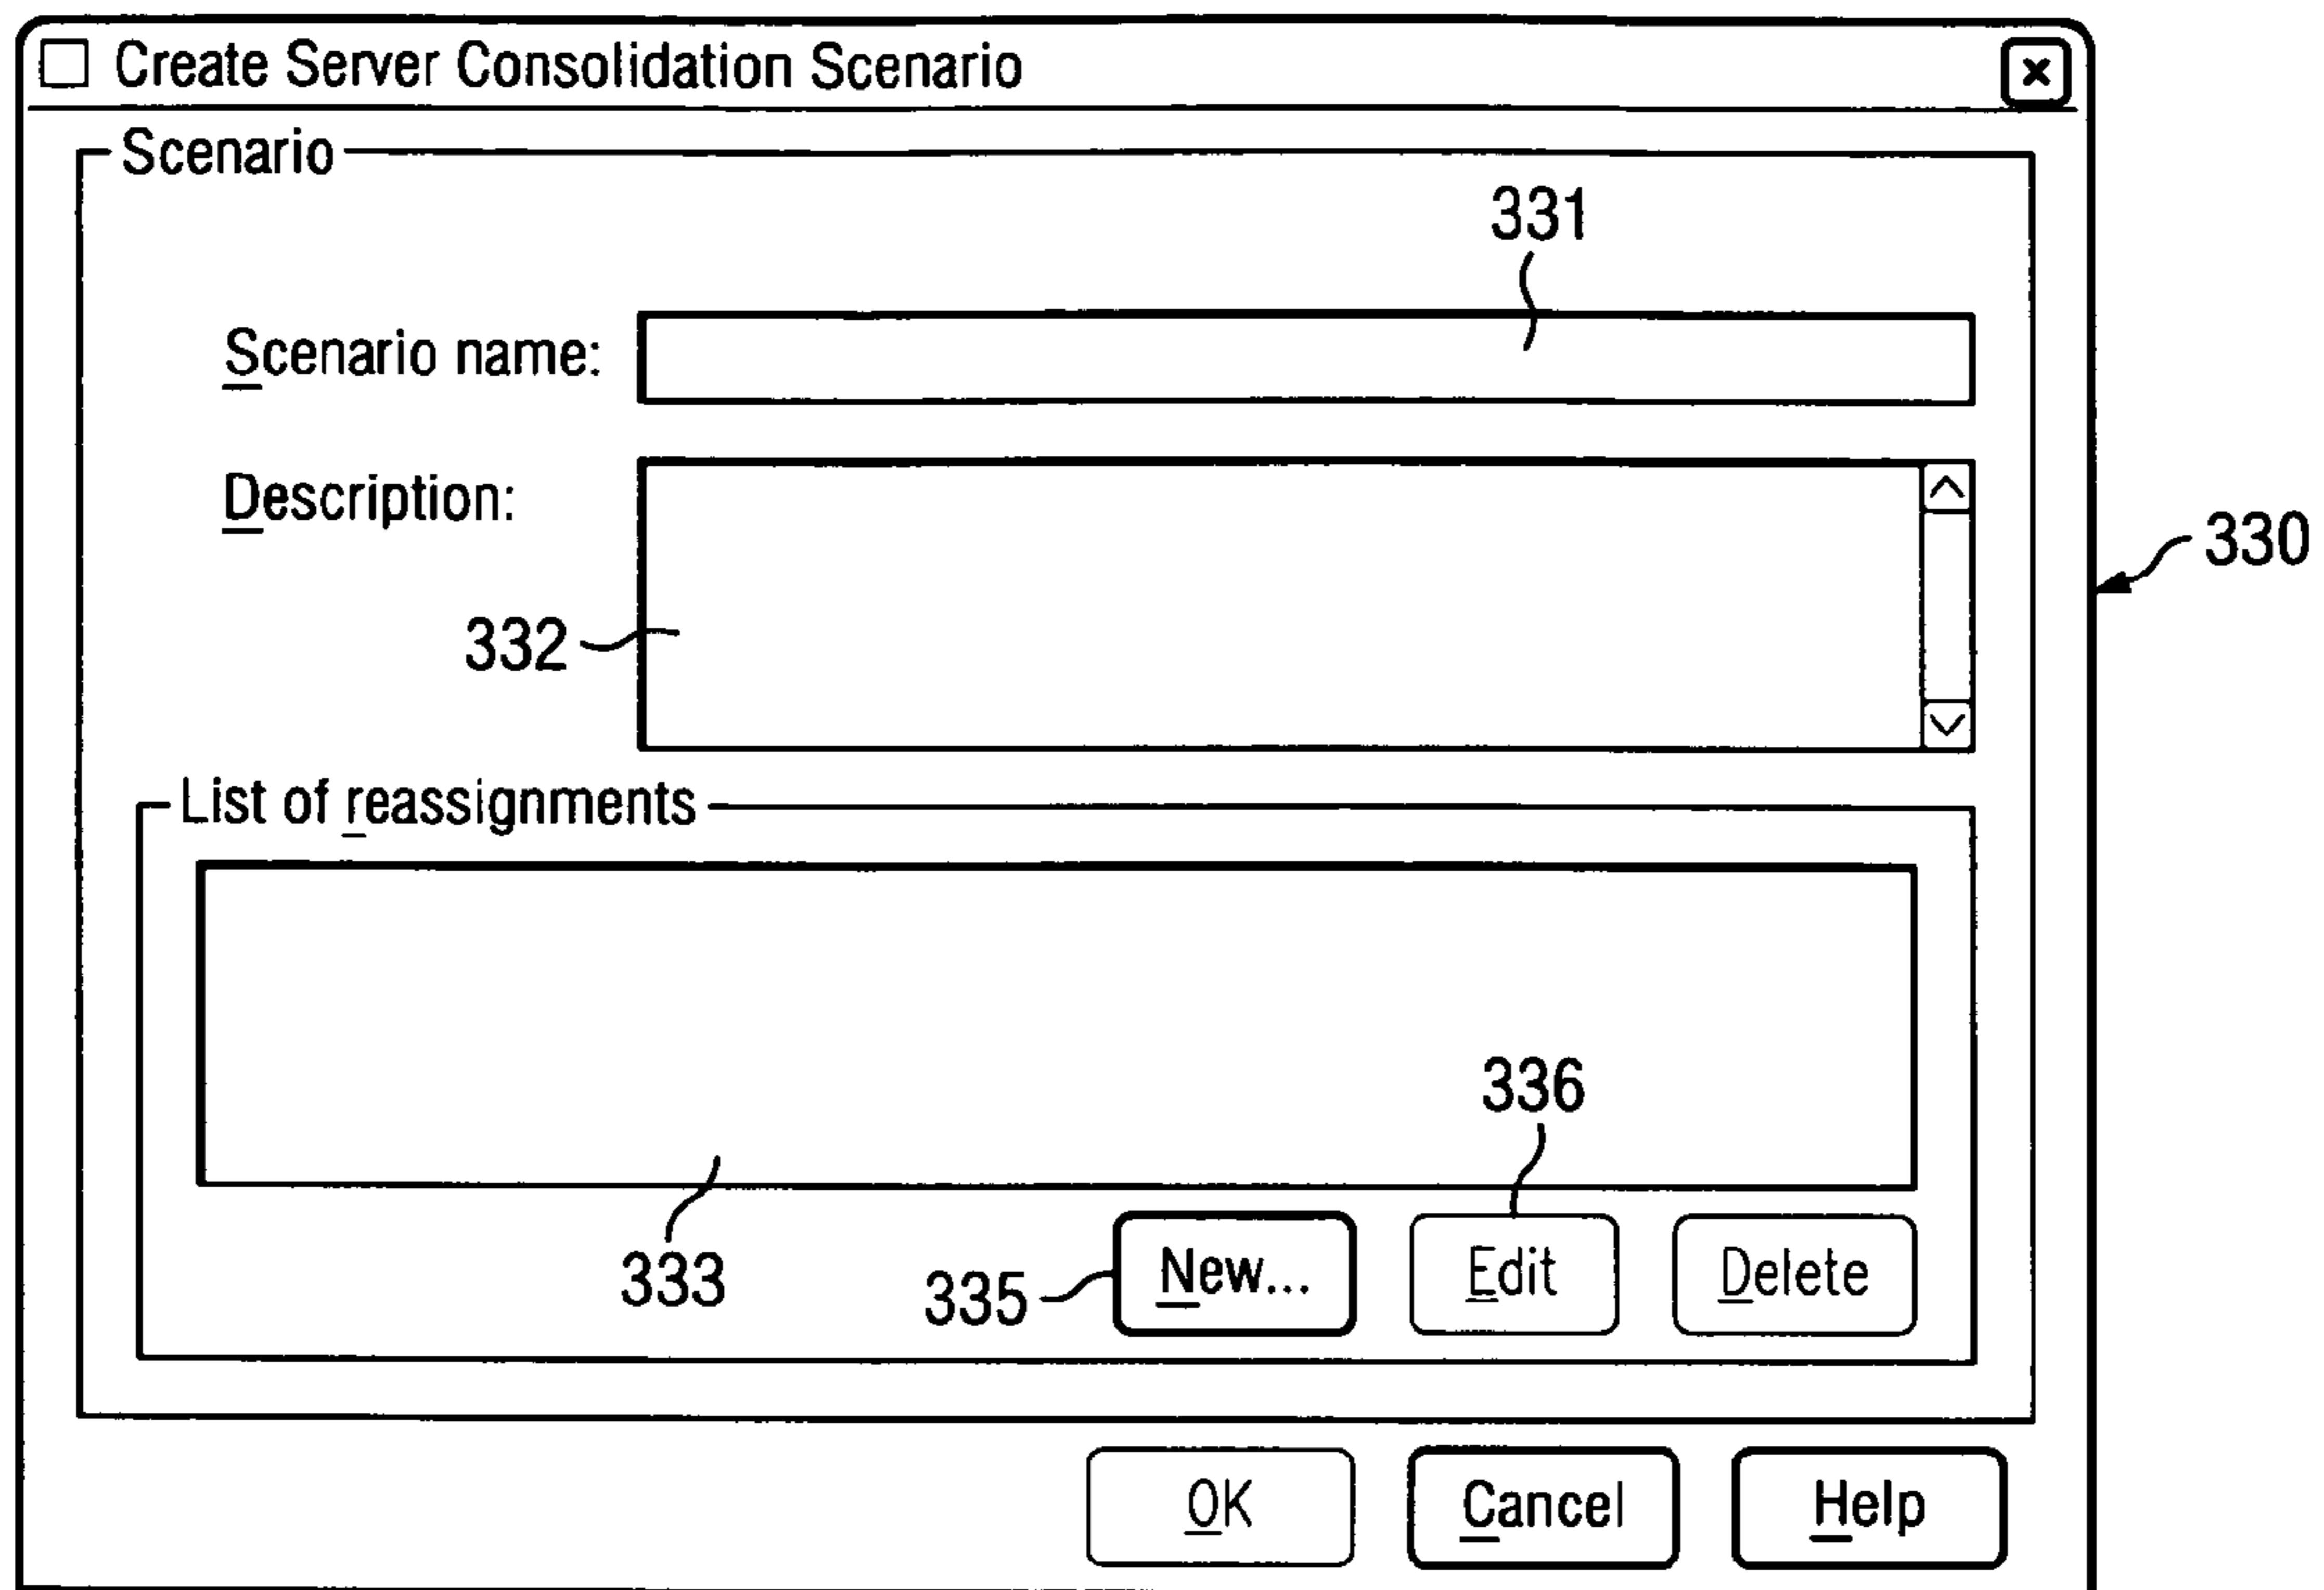 Create Server Consolidation Scenario
Scenario
331
Scenario name:
Description:
330
332
List of reassignments
336
333
335
New...
Edit
Delete
OK
Cancel
Help